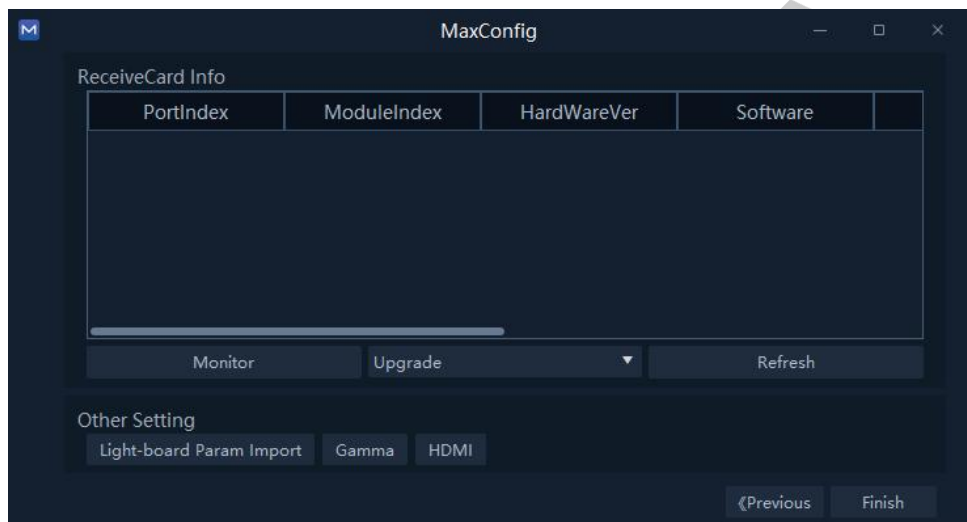 MaxConfig
ReceiveCard Info
PortIndex ModuleIndex HardWareVer Software
Monitor Upgrade Refresh
Other Setting
Light-board Param Import Gamma HDMI
《Previous Finish